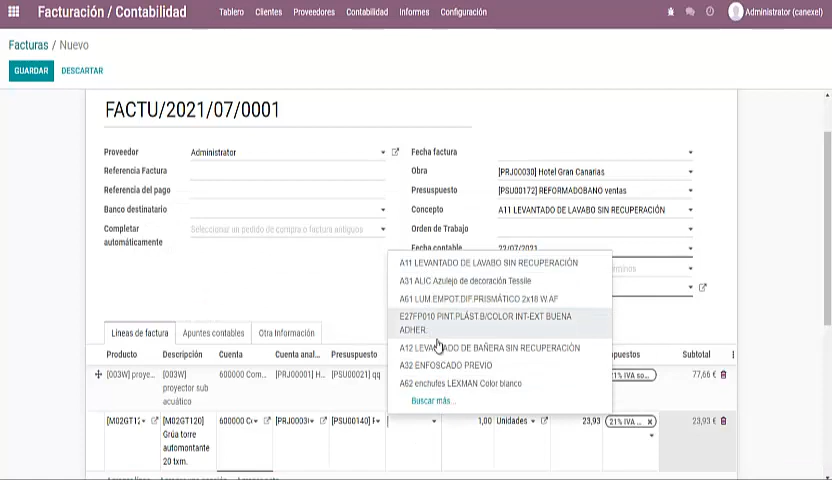 Facturación / Contabilidad Tablero Clientes Proveedores Contabilidad Informes Configuración Administrator (canexel)
Facturas / Nuevo
GUARDAR DESCARTAR
FACTU/2021/07/0001
Proveedor Administrator Fecha factura
Referencia Factura Obra [PRJ00030] Hotel Gran Canarias
Referencia del pago Presupuesto [PSU00172] REFORMADOBANO ventas
Banco destinatario Concepto A11 LEVANTADO DE LAVABO SIN RECUPERACIÓN
Completar automáticamente Seleccionar un pedido de compra o factura antiguos Orden de Trabajo
Fecha contable 22/07/2021
A11 LEVANTADO DE LAVABO SIN RECUPERACIÓN
A31 ALIC Azulejo de decoración Tessile
A61 LUM.EMPOT.DIF.PRISMÁTICO 2x18 W.AF
E27FP010 PINT.PLÁST.B/COLOR INT-EXT BUENA
ADHER.
A12 LEVANTADO DE BAÑERA SIN RECUPERACIÓN
A32 ENFOSCADO PREVIO
A62 enchufes LEXMAN Color blanco
Buscar más...
Líneas de factura Apuntes contables Otra Información
Producto Descripción Cuenta Cuenta anal... Presupuesto puestos Subtotal
[003W] proye... [003W] 600000 Com... [PRJ00001] H... [PSU00021] qq 21% IVA so... 77,66 €
proyector sub
acuático
[M02GT12 [M02GT120] 600000 C [PRJ0003 [PSU00140] F 1,00 Unidades 23,93 21% IVA ... x 23,93 €
Grúa torre
automontante
20 txm.